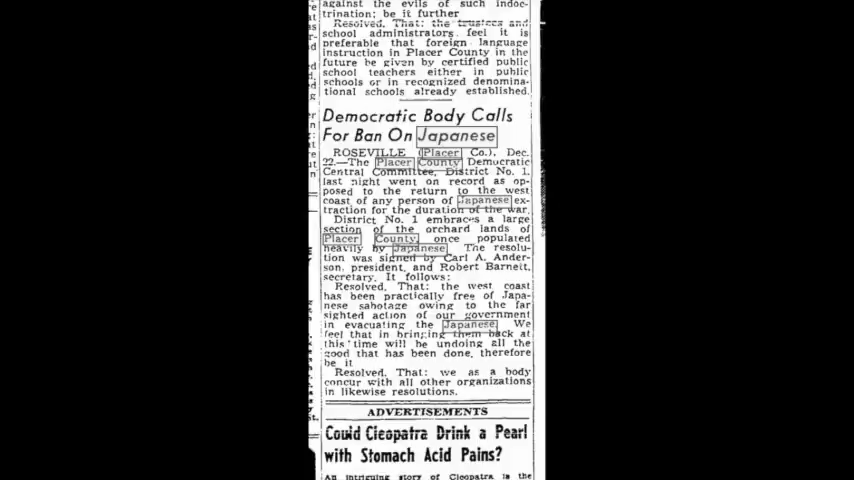 against the evils of such indoc-
trination; be it further
Resolved, That: the trustees and
school administrators feel it is
preferable that foreign language
instruction in Placer County in the
future be given by certified public
school teachers either in public
schools or in recognized denomina-
tional schools already established.
Democratic Body Calls
For Ban On Japanese
ROSEVILLE (Placer Co.), Dec.
22.—The Placer County Democratic
Central Committee, District No. 1,
last night went on record as op-
posed to the return to the west
coast of any person of Japanese ex-
traction for the duration of the war.
District No. 1 embraces a large
section of the orchard lands of
Placer County, once populated
heavily by Japanese. The resolu-
tion was signed by Carl A. Ander-
son, president, and Robert Barnett,
secretary. It follows:
Resolved, That: the west coast
has been practically free of Japa-
nese sabotage owing to the far
sighted action of our government
in evacuating the Japanese. We
feel that in bringing them back at
this time will be undoing all the
good that has been done, therefore
be it
Resolved, That: we as a body
concur with all other organizations
in likewise resolutions.
ADVERTISEMENTS
Could Cleopatra Drink a Pearl
with Stomach Acid Pains?
An intriguing story of Cleopatra is the